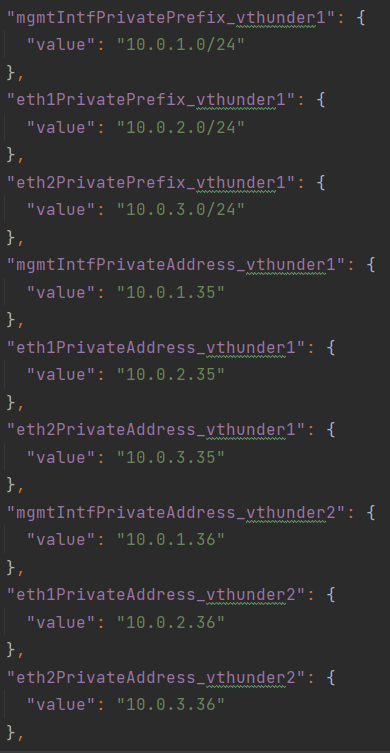 "mgmtIntfPrivatePrefix_vthunder1": {
"value": "10.0.1.0/24"
},
"eth1PrivatePrefix_vthunder1": {
"value": "10.0.2.0/24"
},
"eth2PrivatePrefix_vthunder1": {
"value": "10.0.3.0/24"
},
"mgmtIntfPrivateAddress_vthunder1": {
"value": "10.0.1.35"
},
"eth1PrivateAddress_vthunder1": {
"value": "10.0.2.35"
},
"eth2PrivateAddress_vthunder1": {
"value": "10.0.3.35"
},
"mgmtIntfPrivateAddress_vthunder2": {
"value": "10.0.1.36"
},
"eth1PrivateAddress_vthunder2": {
"value": "10.0.2.36"
},
"eth2PrivateAddress_vthunder2": {
"value": "10.0.3.36"
},